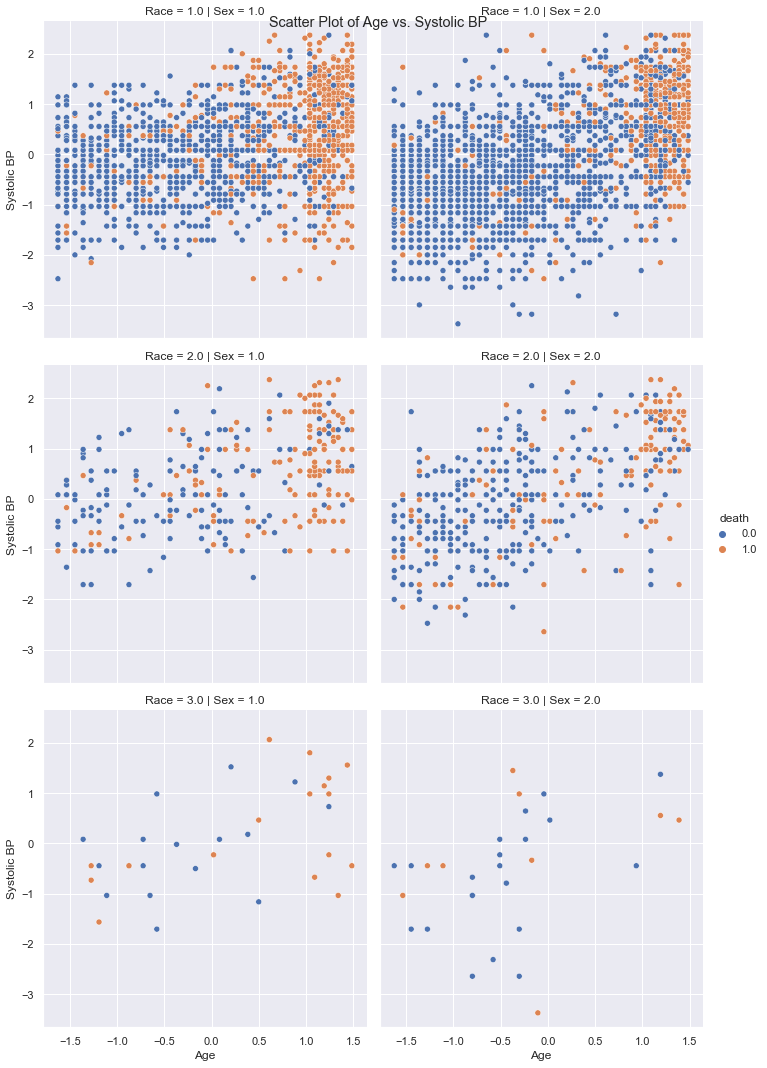 Scatter Plot of Age vs. Systolic BP
Race = 1.0 | Sex = 1.0
Race = 1.0 | Sex = 2.0
Systolic BP
2
1
0
−1
−2
−3
Race = 2.0 | Sex = 1.0
Race = 2.0 | Sex = 2.0
Systolic BP
2
1
0
−1
−2
−3
death
0.0
1.0
Race = 3.0 | Sex = 1.0
Race = 3.0 | Sex = 2.0
Systolic BP
2
1
0
−1
−2
−3
−1.5 −1.0 −0.5 0.0 0.5 1.0 1.5
Age
−1.5 −1.0 −0.5 0.0 0.5 1.0 1.5
Age